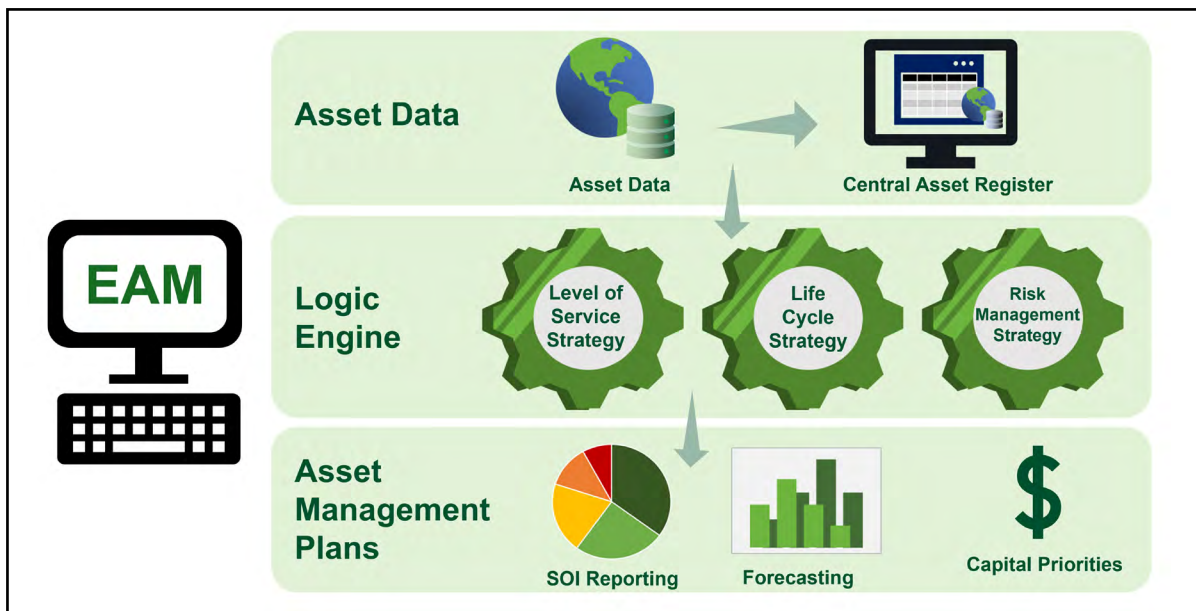 EAM
Asset Data
Asset Data
Central Asset Register
Logic
Engine
Level of
Service
Strategy
Life
Cycle
Strategy
Risk
Management
Strategy
Asset
Management
Plans
SOI Reporting
Forecasting
$
Capital Priorities